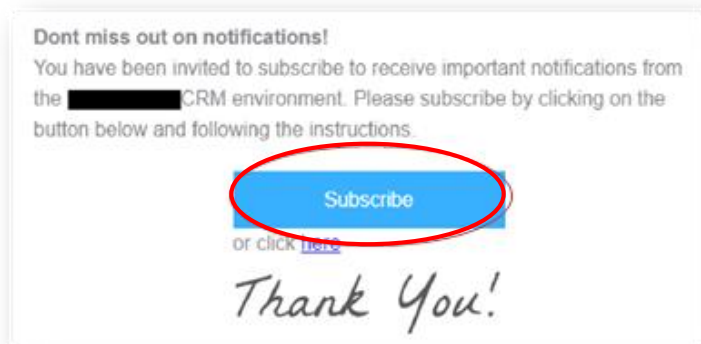 Dont miss out on notifications!
You have been invited to subscribe to receive important notifications from
the CRM environment. Please subscribe by clicking on the
button below and following the instructions.
Subscribe
or click here
Thank You!